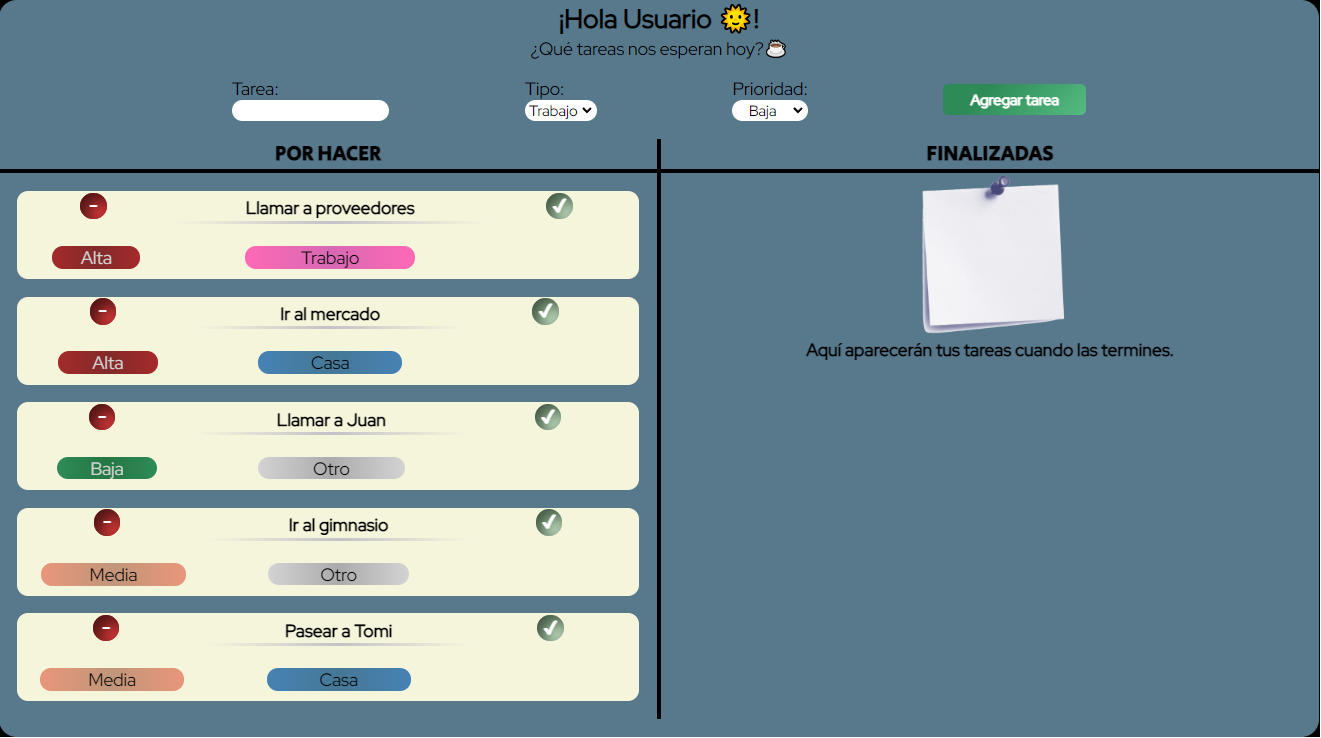 ¡Hola Usuario 🌞!
¿Qué tareas nos esperan hoy?☕
Tarea: Tipo: Prioridad:
Trabajo Baja Agregar tarea
POR HACER FINALIZADAS
- Llamar a proveedores ✓
Alta Trabajo
- Ir al mercado ✓
Alta Casa
- Llamar a Juan ✓
Baja Otro
- Ir al gimnasio ✓
Media Otro
- Pasear a Tomi ✓
Media Casa
Aquí aparecerán tus tareas cuando las termines.